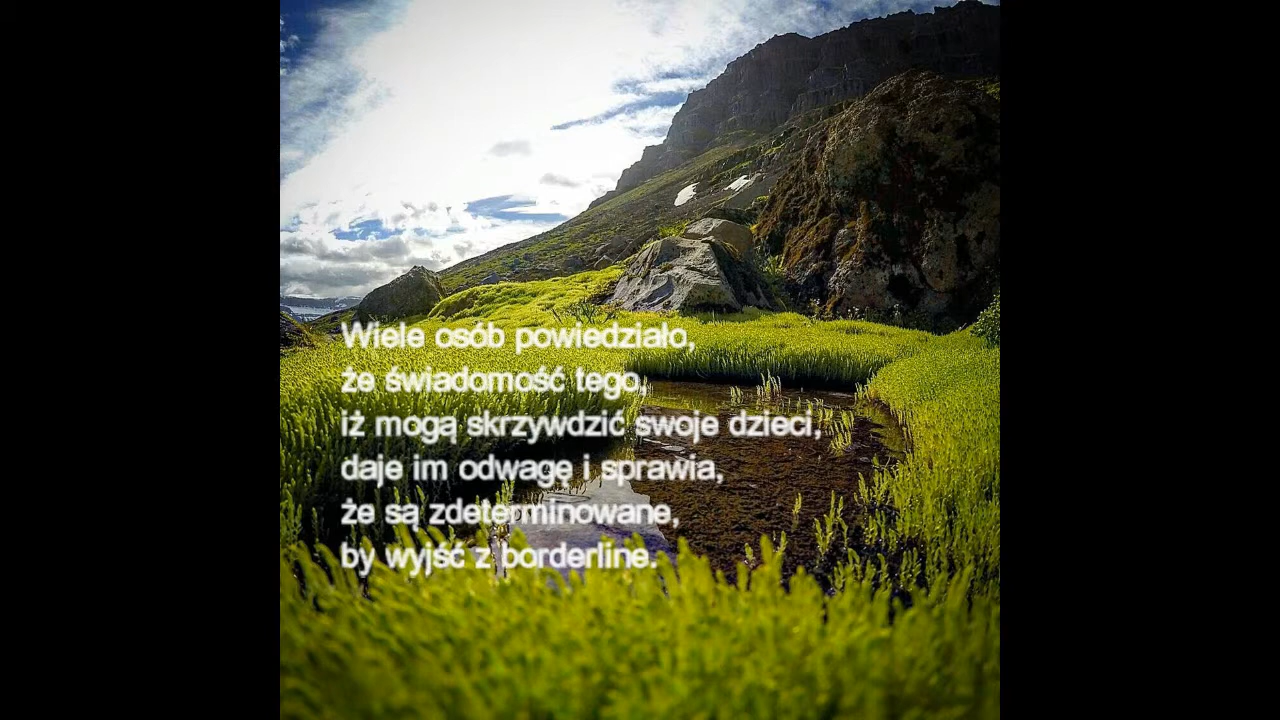 Wiele osób powiedziało,
że świadomość tego,
iż mogą skrzywdzić swoje dzieci,
daje im odwagę i sprawia,
że są zdeterminowane,
by wyjść z borderline.